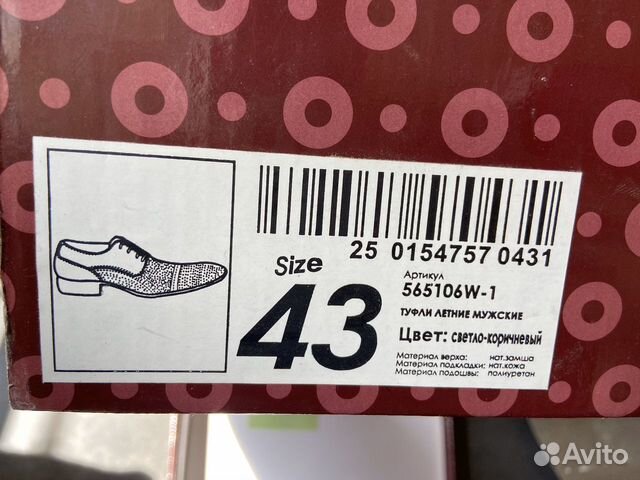 25 0154757 0431
Size
43
Артикул
565106W-1
ТУФЛИ ЛЕТНИЕ МУЖСКИЕ
Цвет: светло-коричневый
Материал верха: нат.замша
Материал подкладки: нат.кожа
Материал подошвы: полиуретан
Avito